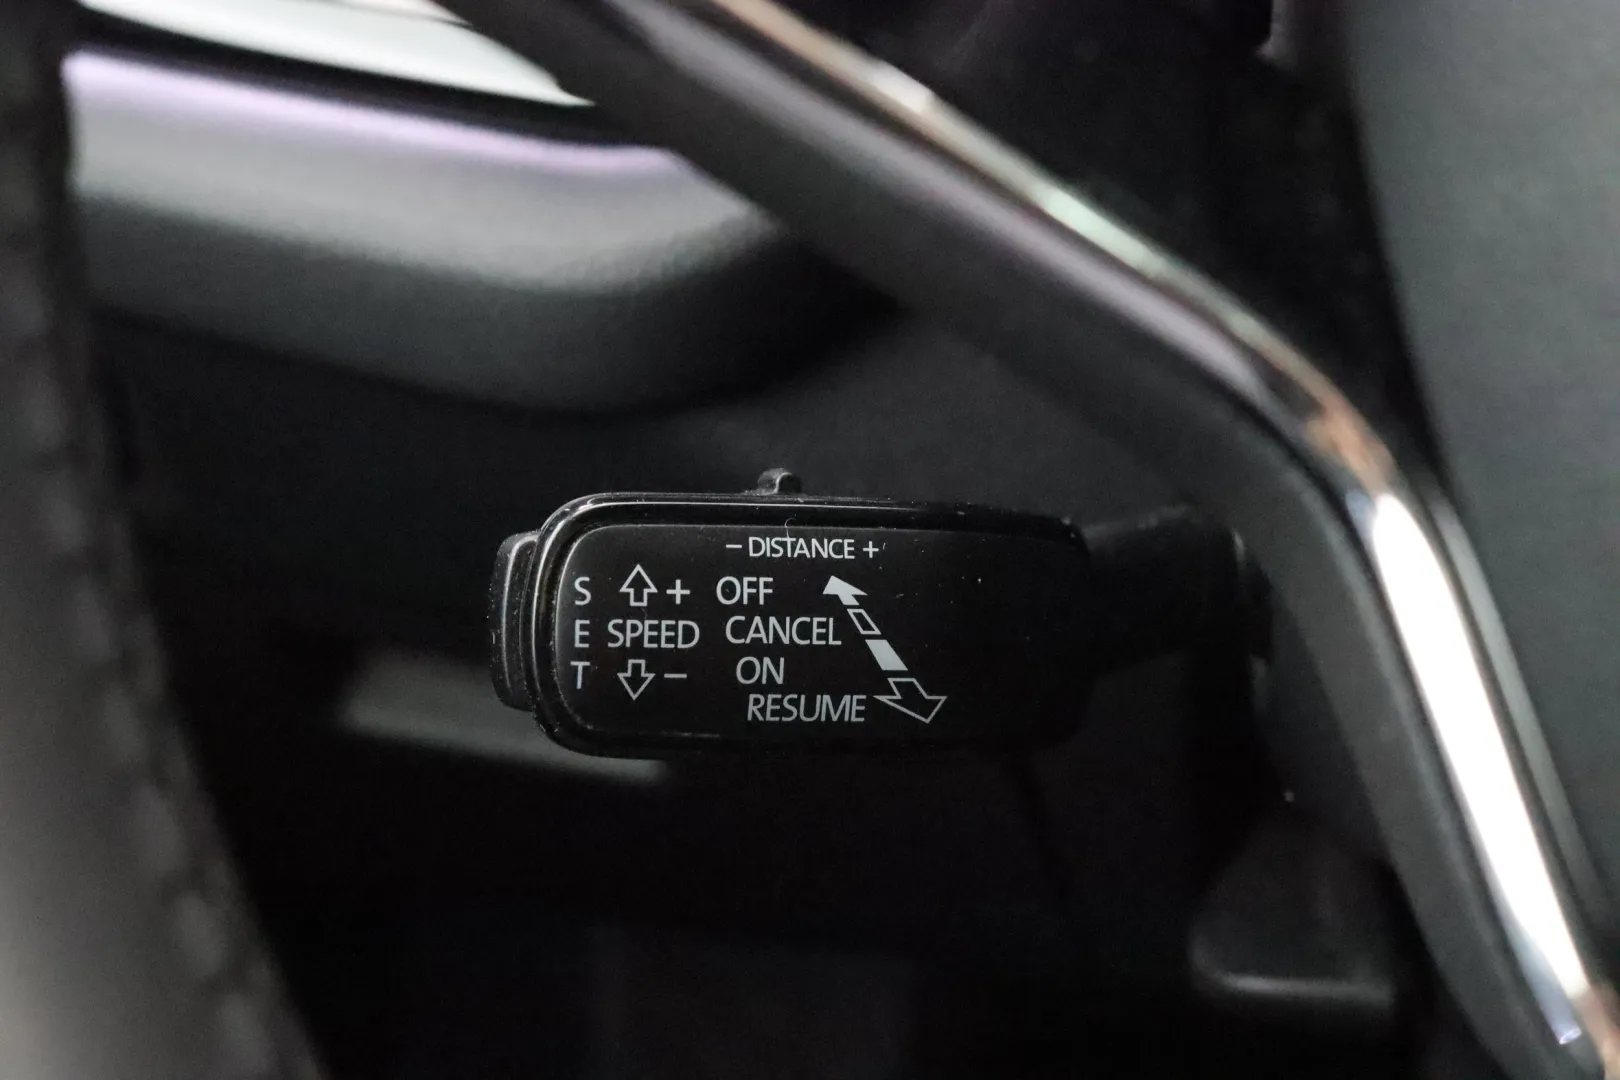 − DISTANCE +
S + OFF
E SPEED CANCEL
T − ON
RESUME